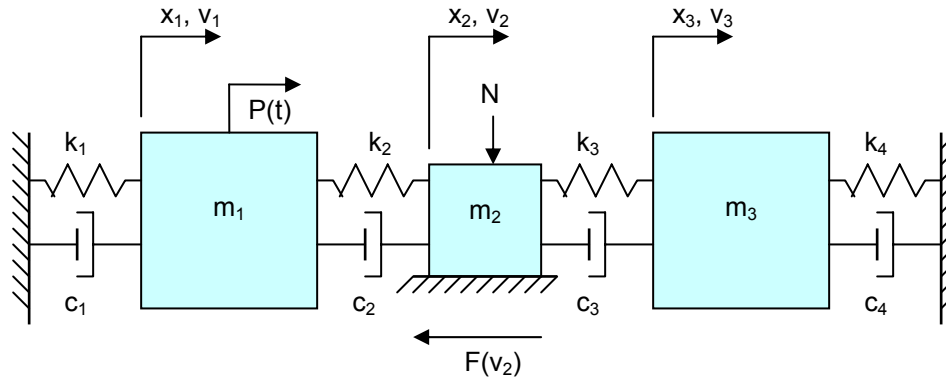 x₁, v₁
x₂, v₂
x₃, v₃
P(t)
N
k₁
k₂
k₃
k₄
m₁
m₂
m₃
c₁
c₂
c₃
c₄
F(v₂)